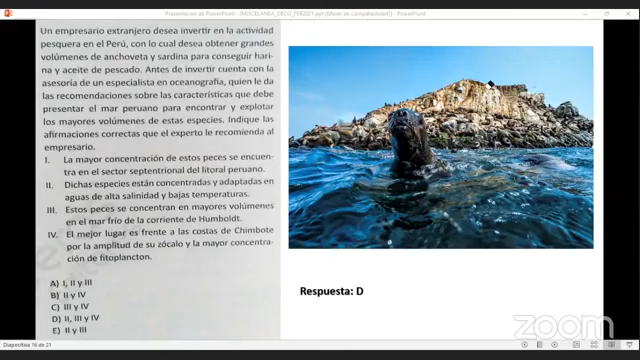 Presentación de PowerPoint - [MISCELANEA_PECO_FEB2021.ppt [Modo de compatibilidad]] - PowerPoint
Un empresario extranjero desea invertir en la actividad
pesquera en el Perú, con lo cual desea obtener grandes
volúmenes de anchoveta y sardina para conseguir hari-
na y aceite de pescado. Antes de invertir cuenta con la
asesoría de un especialista en oceanografía, quien le da
las recomendaciones sobre las características que debe
presentar el mar peruano para encontrar y explotar
los mayores volúmenes de estas especies. Indique las
afirmaciones correctas que el experto le recomienda al
empresario.
I. La mayor concentración de estos peces se encuen-
tra en el sector septentrional del litoral peruano.
II. Dichas especies están concentradas y adaptadas en
aguas de alta salinidad y bajas temperaturas.
III. Estos peces se concentran en mayores volúmenes
en el mar frío de la corriente de Humboldt.
IV. El mejor lugar es frente a las costas de Chimbote
por la amplitud de su zócalo y la mayor concentra-
ción de fitoplancton.
A) I, II y III
B) II y IV
C) III y IV
D) II, III y IV
E) II y III
Respuesta: D
zoom
Diapositiva 16 de 21